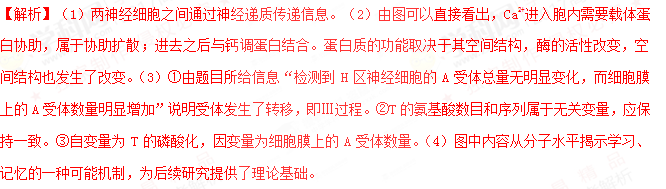 【解析】（1）两神经细胞之间通过神经递质传递信息。（2）由图可以直接看出，Ca²⁺进入胞内需要载体蛋
白协助，属于协助扩散；进去之后与钙调蛋白结合。蛋白质的功能取决于其空间结构，酶的活性改变，空
间结构也发生了改变。（3）①由题目所给信息“检测到 H 区神经细胞的 A 受体总量无明显变化，而细胞膜
上的 A 受体数量明显增加”说明受体发生了转移，即Ⅲ过程。②T 的氨基酸数目和序列属于无关变量，应保
持一致。③自变量为 T 的磷酸化，因变量为细胞膜上的 A 受体数量。（4）图中内容从分子水平揭示学习、
记忆的一种可能机制，为后续研究提供了理论基础。